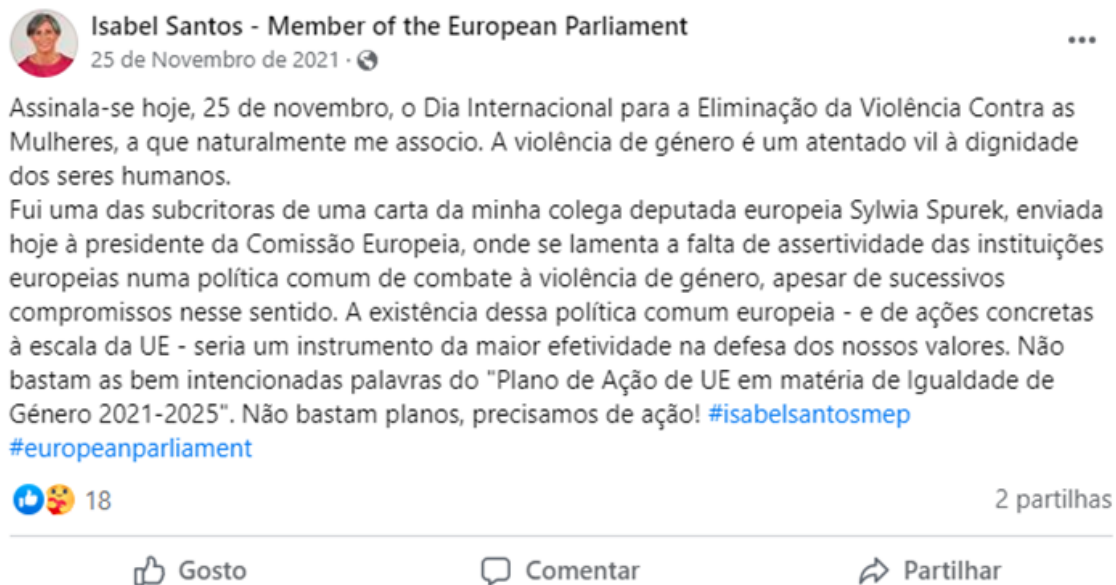 Isabel Santos - Member of the European Parliament
25 de Novembro de 2021 ·
Assinala-se hoje, 25 de novembro, o Dia Internacional para a Eliminação da Violência Contra as
Mulheres, a que naturalmente me associo. A violência de género é um atentado vil à dignidade
dos seres humanos.
Fui uma das subcritoras de uma carta da minha colega deputada europeia Sylwia Spurek, enviada
hoje à presidente da Comissão Europeia, onde se lamenta a falta de assertividade das instituições
europeias numa política comum de combate à violência de género, apesar de sucessivos
compromissos nesse sentido. A existência dessa política comum europeia - e de ações concretas
à escala da UE - seria um instrumento da maior efetividade na defesa dos nossos valores. Não
bastam as bem intencionadas palavras do "Plano de Ação de UE em matéria de Igualdade de
Género 2021-2025". Não bastam planos, precisamos de ação! #isabelsantosmep
#europeanparliament
18
2 partilhas
Gosto
Comentar
Partilhar